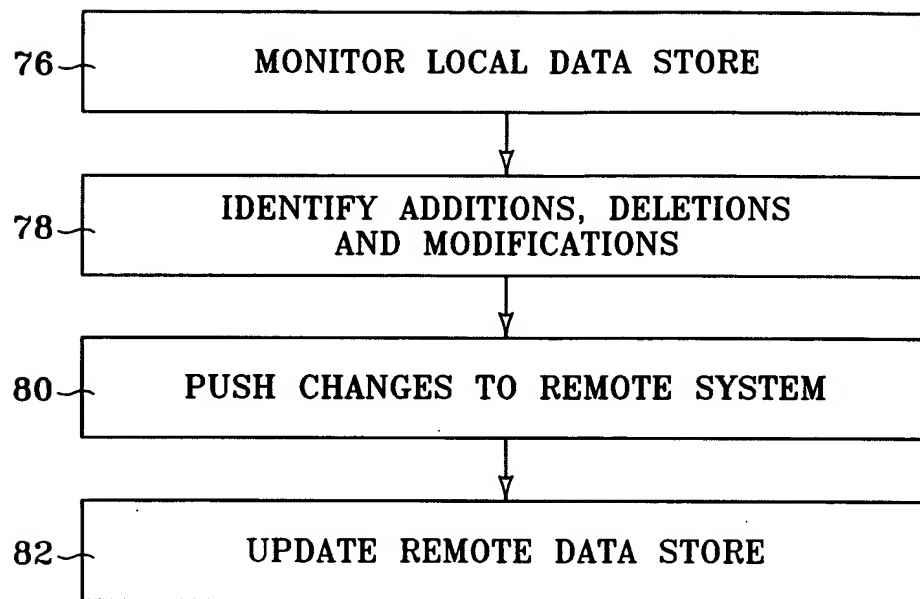 76
MONITOR LOCAL DATA STORE
78
IDENTIFY ADDITIONS, DELETIONS
AND MODIFICATIONS
80
PUSH CHANGES TO REMOTE SYSTEM
82
UPDATE REMOTE DATA STORE